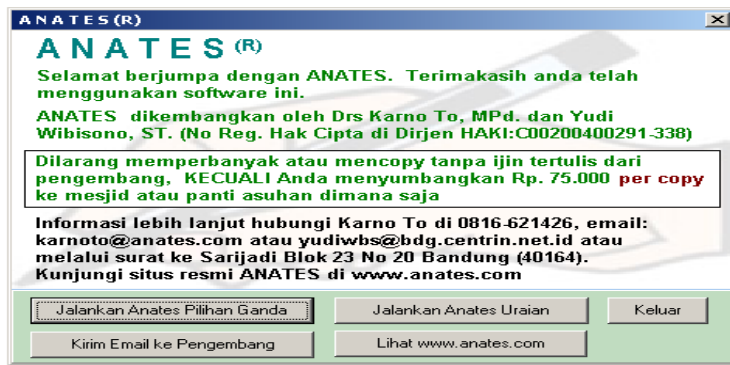 ANATES(R)
A N A T E S (R)
Selamat berjumpa dengan ANATES. Terimakasih anda telah
menggunakan software ini.
ANATES dikembangkan oleh Drs Karno To, MPd. dan Yudi
Wibisono, ST. (No Reg. Hak Cipta di Dirjen HAKI:C00200400291-338)
Dilarang memperbanyak atau mencopy tanpa ijin tertulis dari
pengembang, KECUALI Anda menyumbangkan Rp. 75.000 per copy
ke mesjid atau panti asuhan dimana saja
Informasi lebih lanjut hubungi Karno To di 0816-621426, email:
karnoto@anates.com atau yudiwbs@bdg.centrin.net.id atau
melalui surat ke Sarijadi Blok 23 No 20 Bandung (40164).
Kunjungi situs resmi ANATES di www.anates.com
Jalankan Anates Pilihan Ganda
Jalankan Anates Uraian
Keluar
Kirim Email ke Pengembang
Lihat www.anates.com